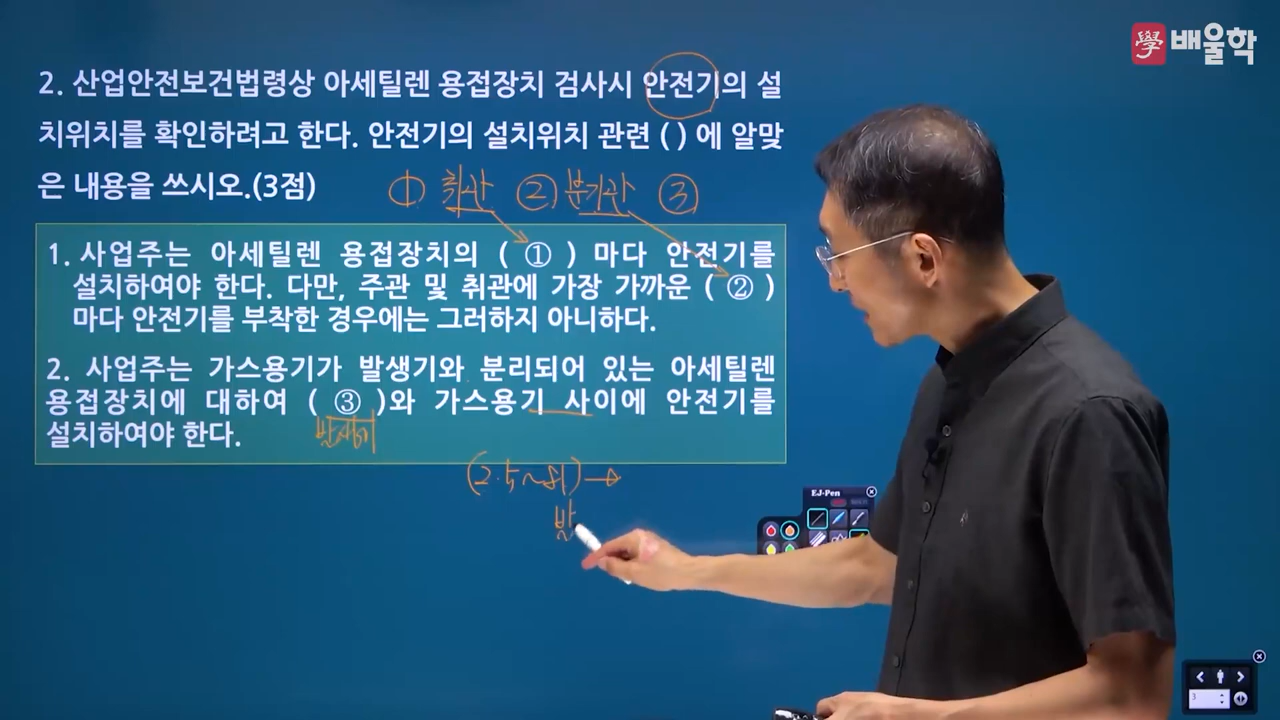 學 배울학
2. 산업안전보건법령상 아세틸렌 용접장치 검사시 안전기의 설
치위치를 확인하려고 한다. 안전기의 설치위치 관련 ( ) 에 알맞
은 내용을 쓰시오.(3점)
① 취관 ② 분기관 ③
1. 사업주는 아세틸렌 용접장치의 ( ① ) 마다 안전기를
설치하여야 한다. 다만, 주관 및 취관에 가장 가까운 ( ② )
마다 안전기를 부착한 경우에는 그러하지 아니하다.
2. 사업주는 가스용기가 발생기와 분리되어 있는 아세틸렌
용접장치에 대하여 ( ③ )와 가스용기 사이에 안전기를
설치하여야 한다.
발생기
발
EJ-Pen
3